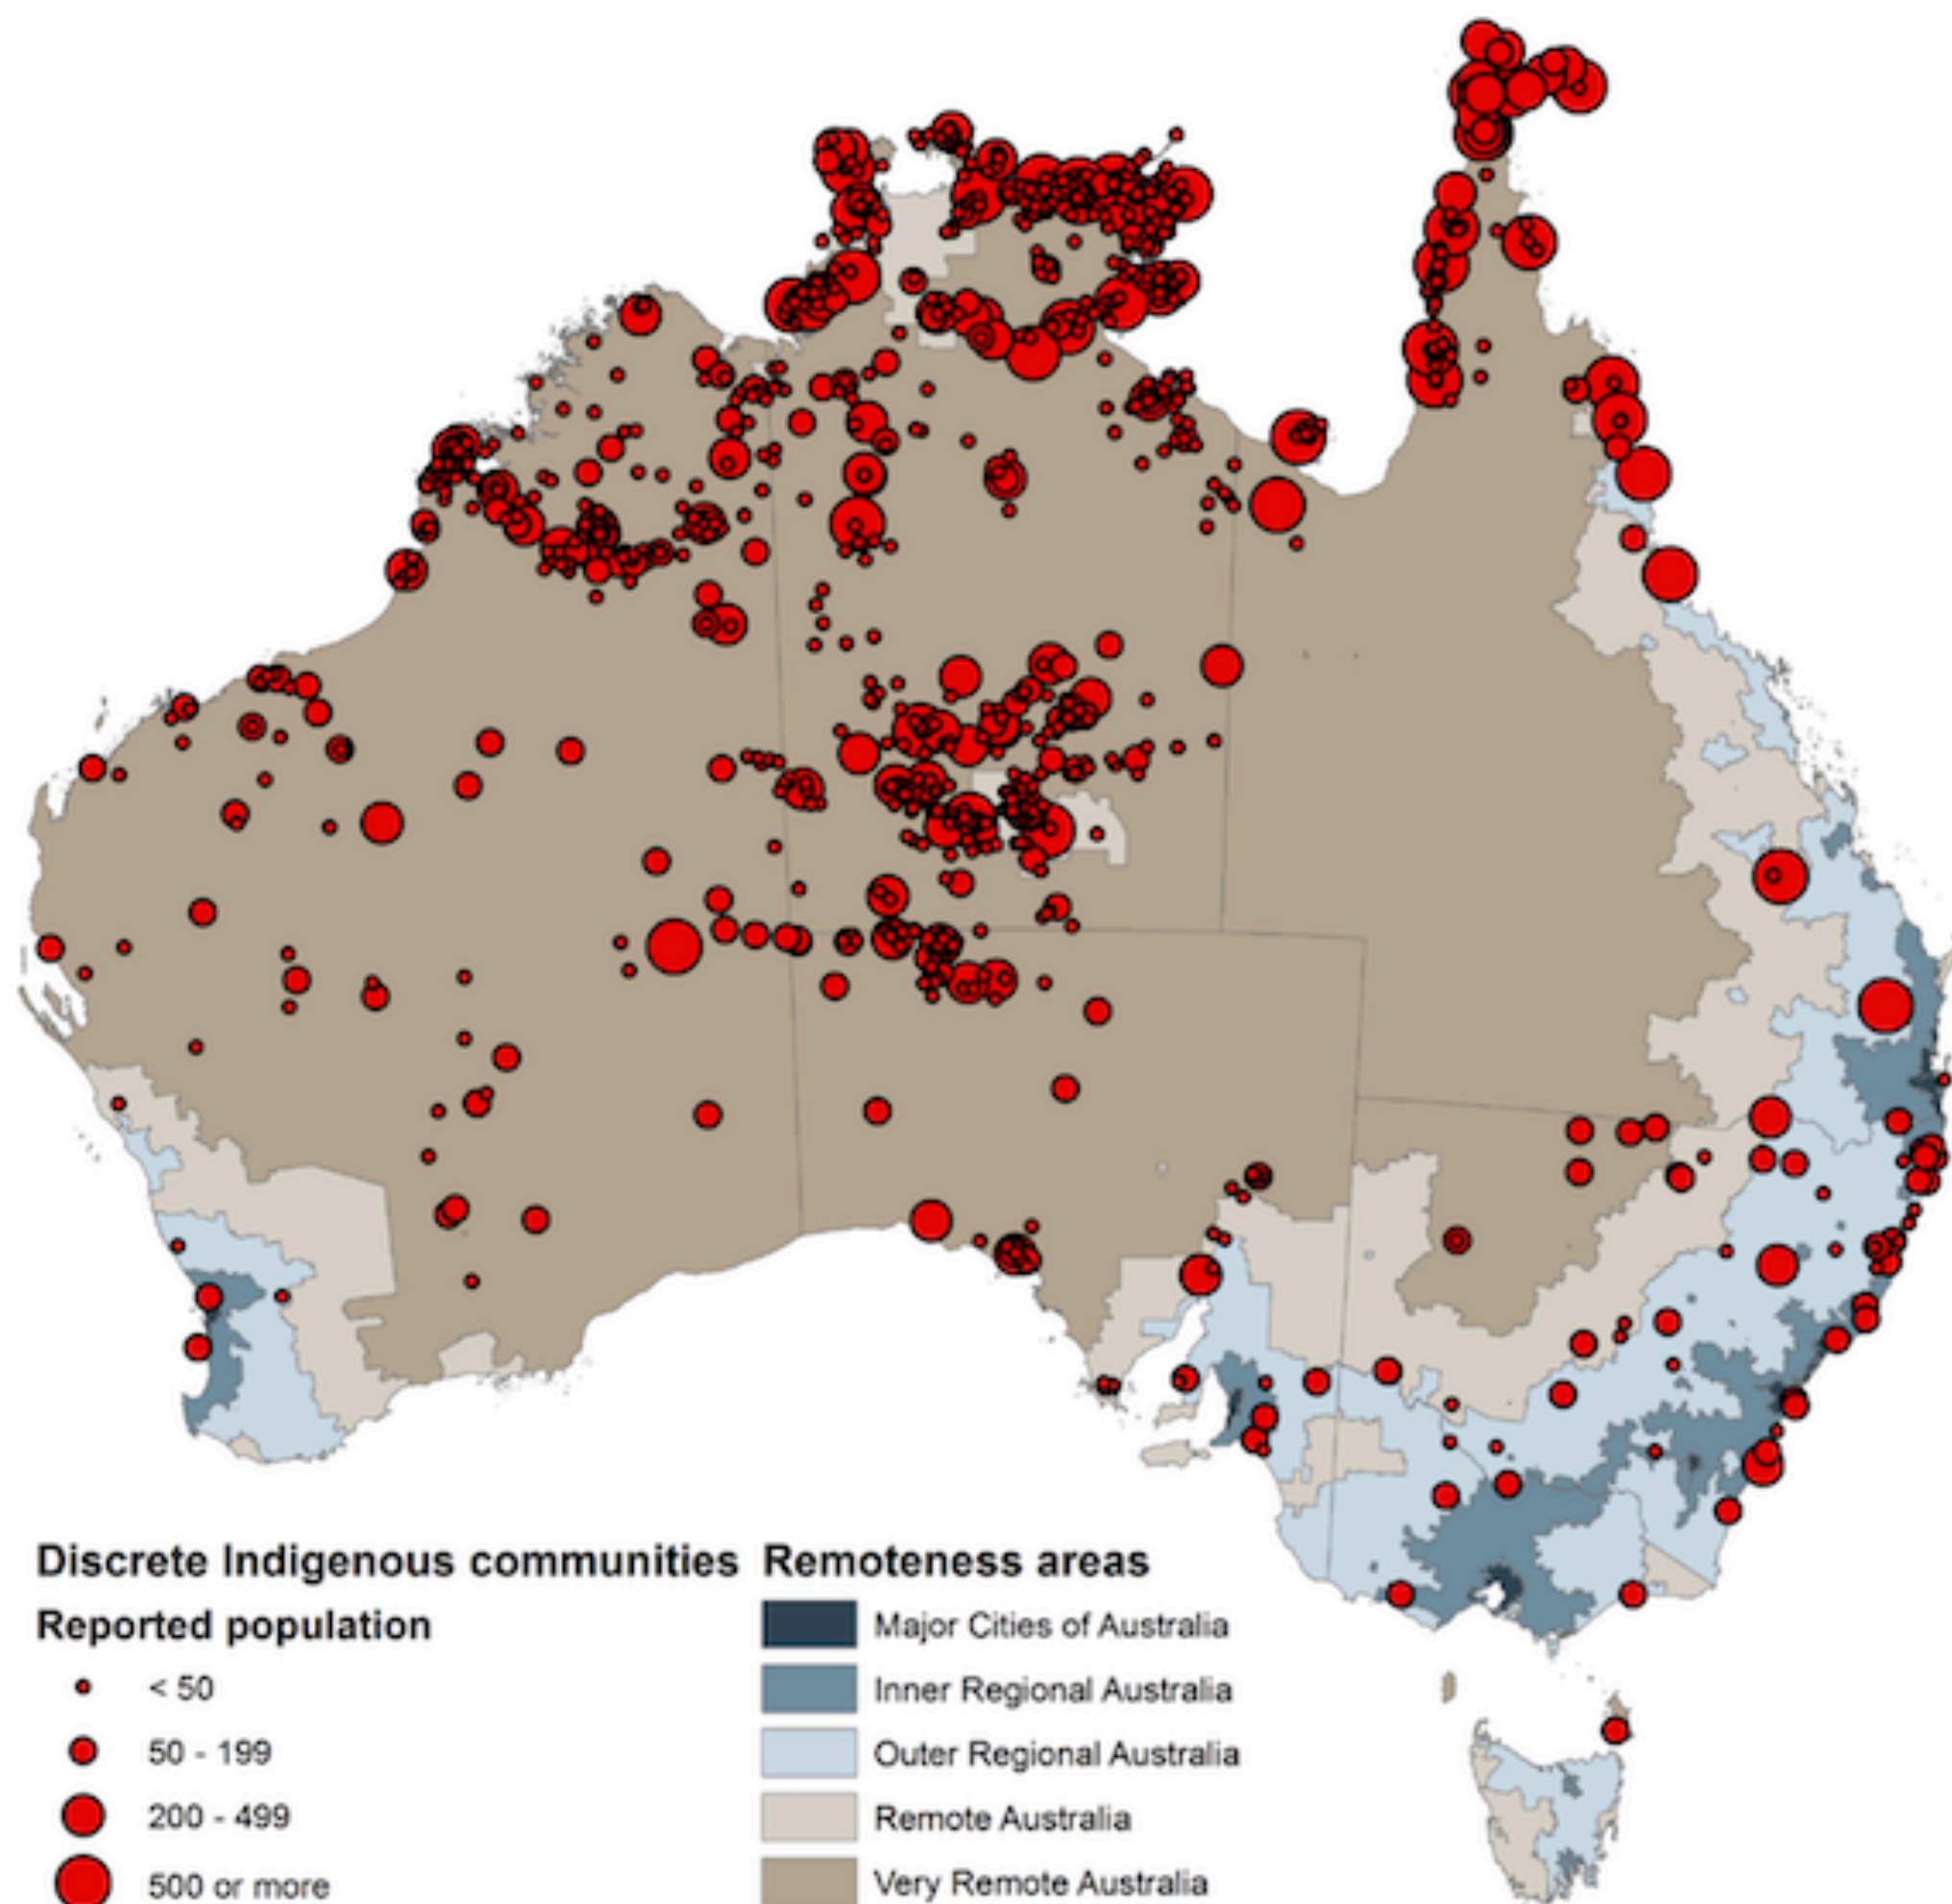 Discrete Indigenous communities
Reported population
< 50
50 - 199
200 - 499
500 or more
Remoteness areas
Major Cities of Australia
Inner Regional Australia
Outer Regional Australia
Remote Australia
Very Remote Australia